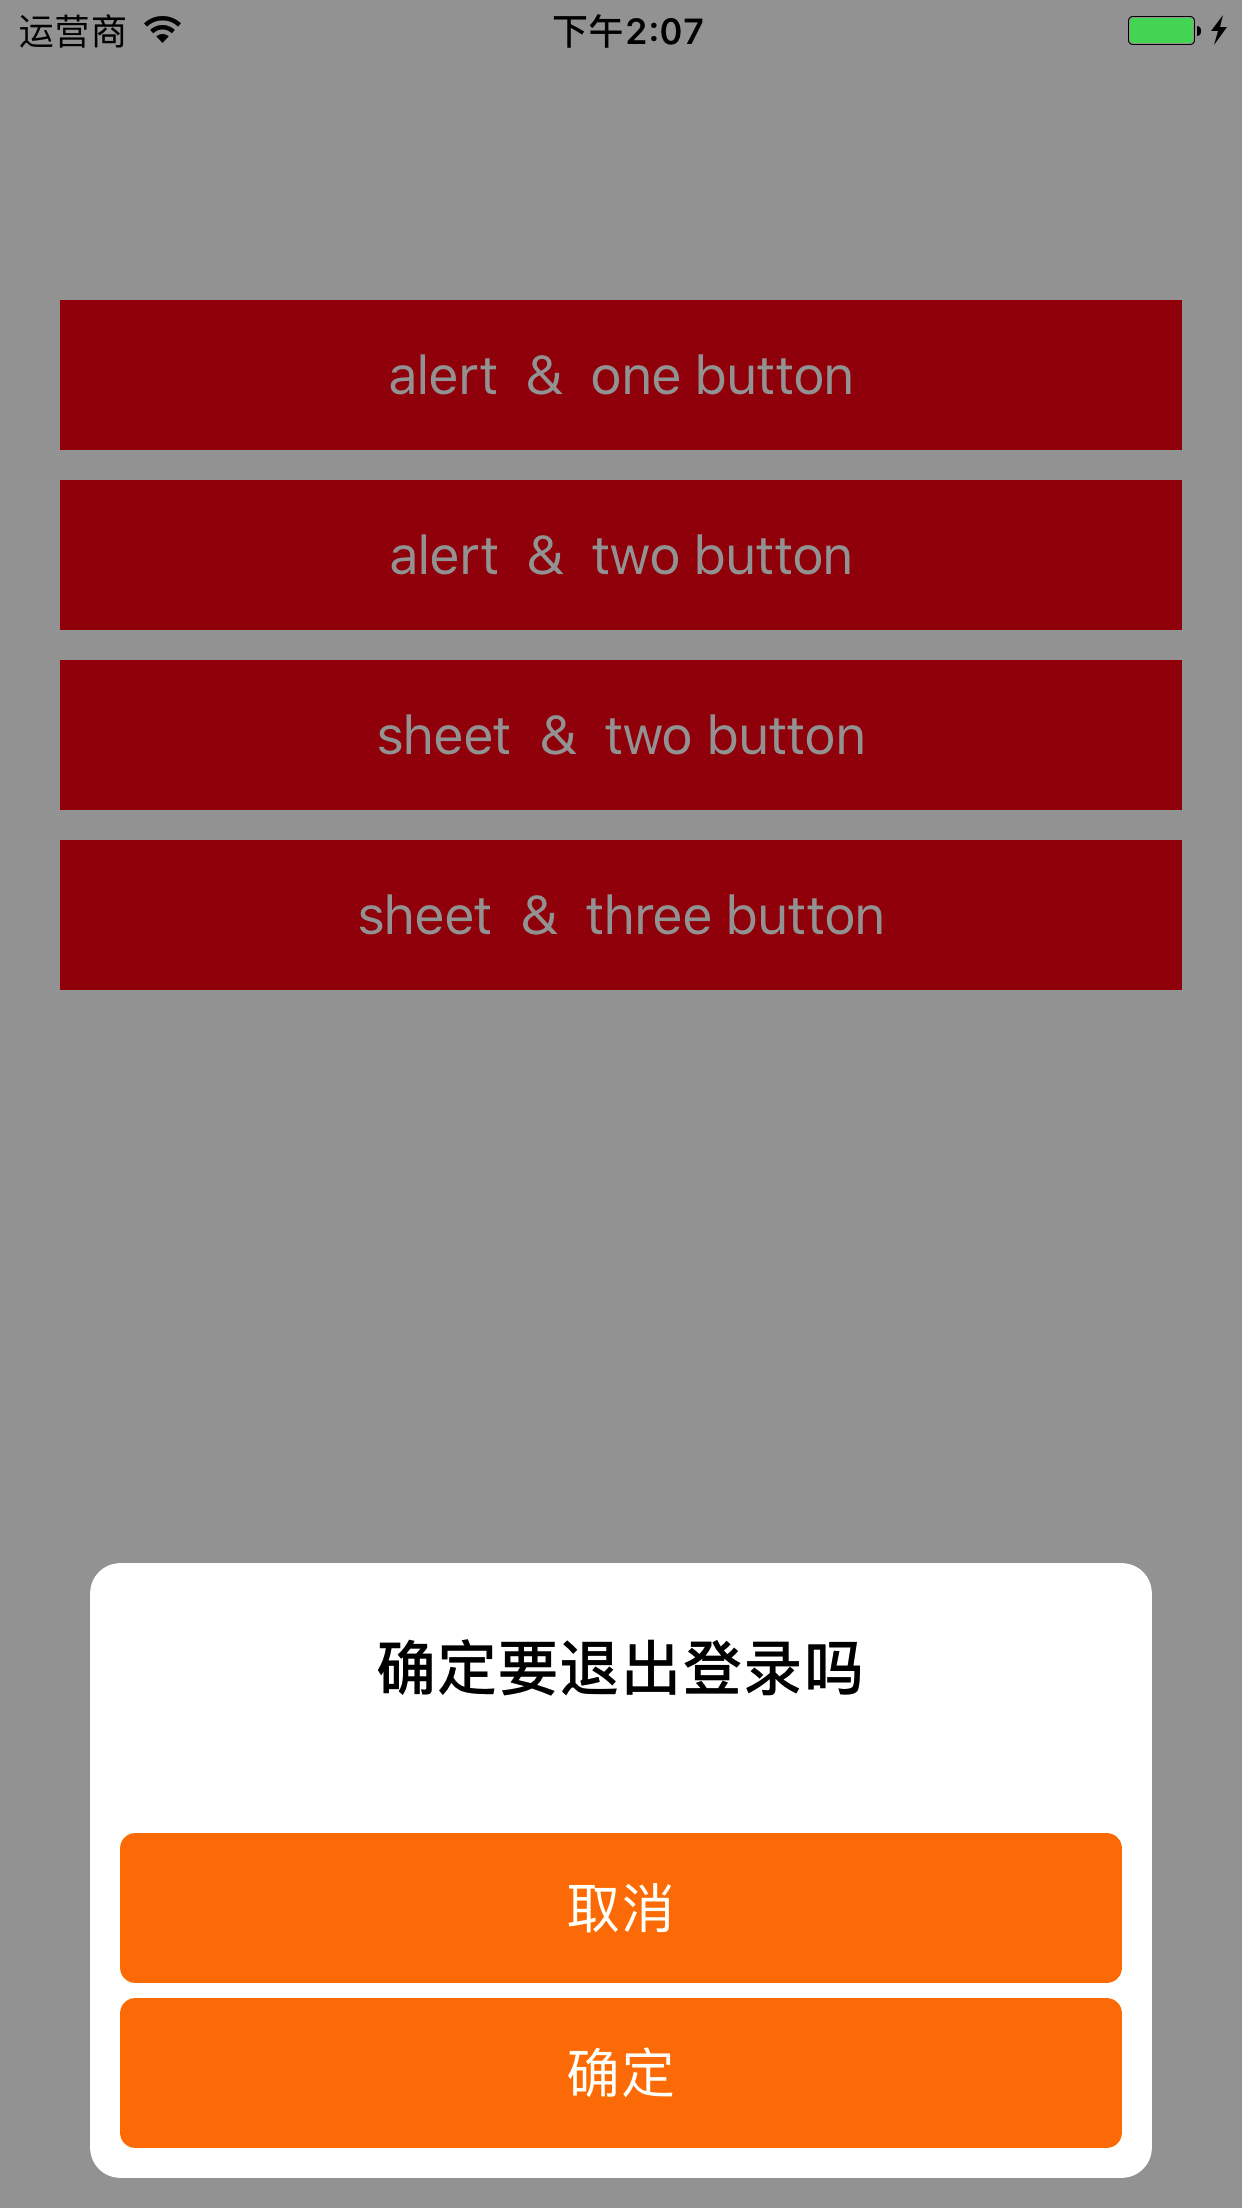 运营商 下午2:07
alert & one button
alert & two button
sheet & two button
sheet & three button
确定要退出登录吗
取消
确定